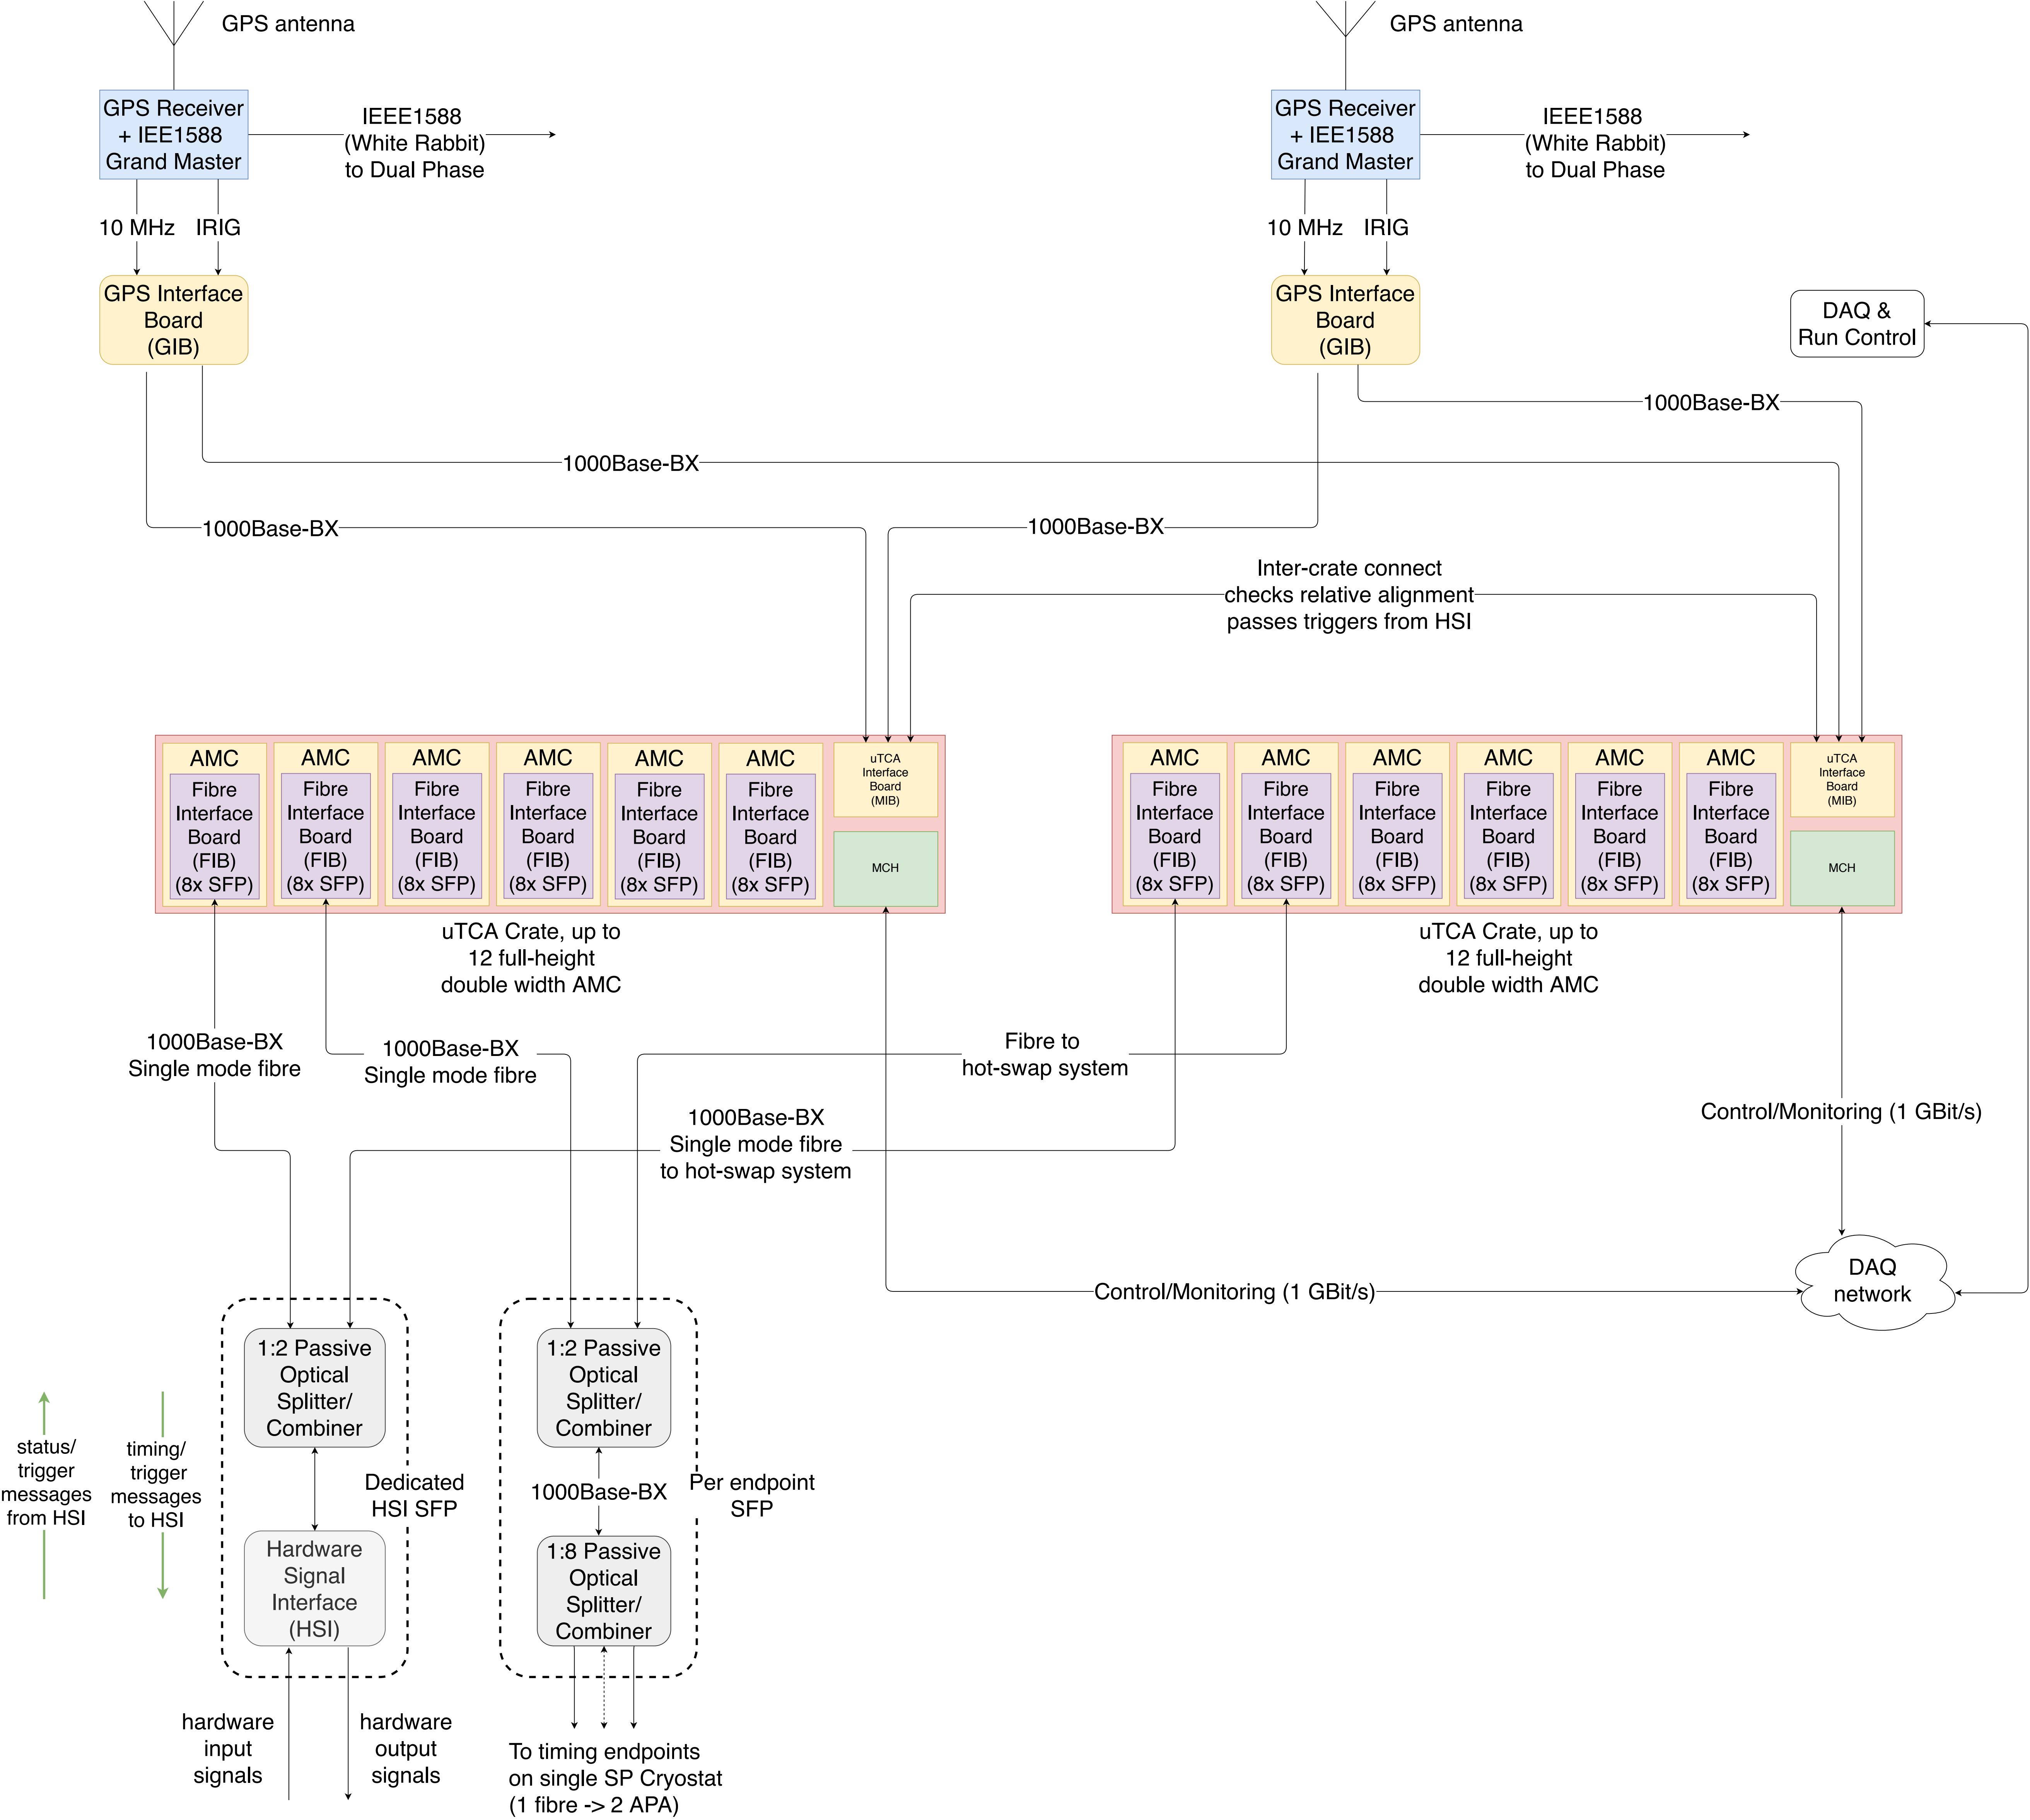 GPS antenna
GPS antenna
GPS Receiver
+ IEE1588
Grand Master
IEEE1588
(White Rabbit)
to Dual Phase
GPS Receiver
+ IEE1588
Grand Master
IEEE1588
(White Rabbit)
to Dual Phase
10 MHz
IRIG
10 MHz
IRIG
GPS Interface
Board
(GIB)
GPS Interface
Board
(GIB)
DAQ &
Run Control
1000Base-BX
1000Base-BX
1000Base-BX
1000Base-BX
Inter-crate connect
checks relative alignment
passes triggers from HSI
AMC
Fibre
Interface
Board
(FIB)
(8x SFP)
AMC
Fibre
Interface
Board
(FIB)
(8x SFP)
AMC
Fibre
Interface
Board
(FIB)
(8x SFP)
AMC
Fibre
Interface
Board
(FIB)
(8x SFP)
AMC
Fibre
Interface
Board
(FIB)
(8x SFP)
AMC
Fibre
Interface
Board
(FIB)
(8x SFP)
uTCA
Interface
Board
(MIB)
MCH
AMC
Fibre
Interface
Board
(FIB)
(8x SFP)
AMC
Fibre
Interface
Board
(FIB)
(8x SFP)
AMC
Fibre
Interface
Board
(FIB)
(8x SFP)
AMC
Fibre
Interface
Board
(FIB)
(8x SFP)
AMC
Fibre
Interface
Board
(FIB)
(8x SFP)
AMC
Fibre
Interface
Board
(FIB)
(8x SFP)
uTCA
Interface
Board
(MIB)
MCH
uTCA Crate, up to
12 full-height
double width AMC
uTCA Crate, up to
12 full-height
double width AMC
1000Base-BX
Single mode fibre
1000Base-BX
Single mode fibre
Fibre to
hot-swap system
1000Base-BX
Single mode fibre
to hot-swap system
Control/Monitoring (1 GBit/s)
Control/Monitoring (1 GBit/s)
DAQ
network
1:2 Passive
Optical
Splitter/
Combiner
1:2 Passive
Optical
Splitter/
Combiner
status/
trigger
messages
from HSI
timing/
trigger
messages
to HSI
Dedicated
HSI SFP
1000Base-BX
Per endpoint
SFP
Hardware
Signal
Interface
(HSI)
1:8 Passive
Optical
Splitter/
Combiner
hardware
input
signals
hardware
output
signals
To timing endpoints
on single SP Cryostat
(1 fibre -> 2 APA)